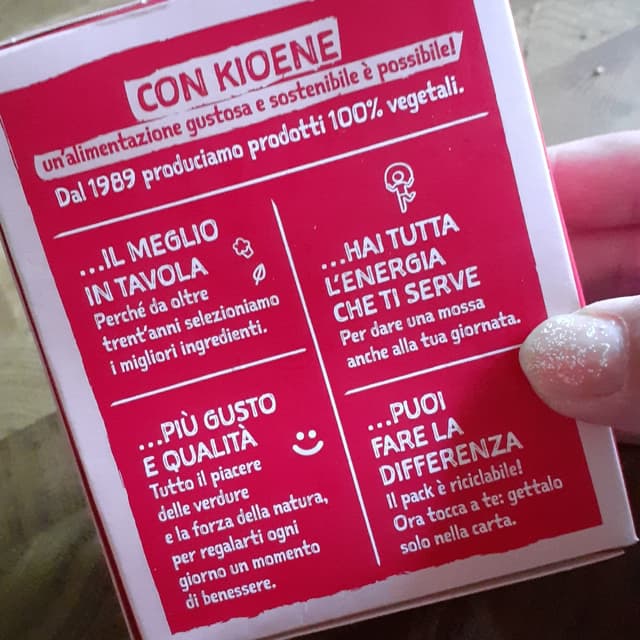 CON KIOENE
un'alimentazione gustosa e sostenibile è possibile!
Dal 1989 produciamo prodotti 100% vegetali.
...IL MEGLIO
IN TAVOLA
Perché da oltre
trent'anni selezioniamo
i migliori ingredienti.
...HAI TUTTA
L'ENERGIA
CHE TI SERVE
Per dare una mossa
anche alla tua giornata.
...PIÙ GUSTO
E QUALITÀ
Tutto il piacere
delle verdure
e la forza della natura,
per regalarti ogni
giorno un momento
di benessere.
...PUOI
FARE LA
DIFFERENZA
Il pack è riciclabile!
Ora tocca a te: gettalo
solo nella carta.